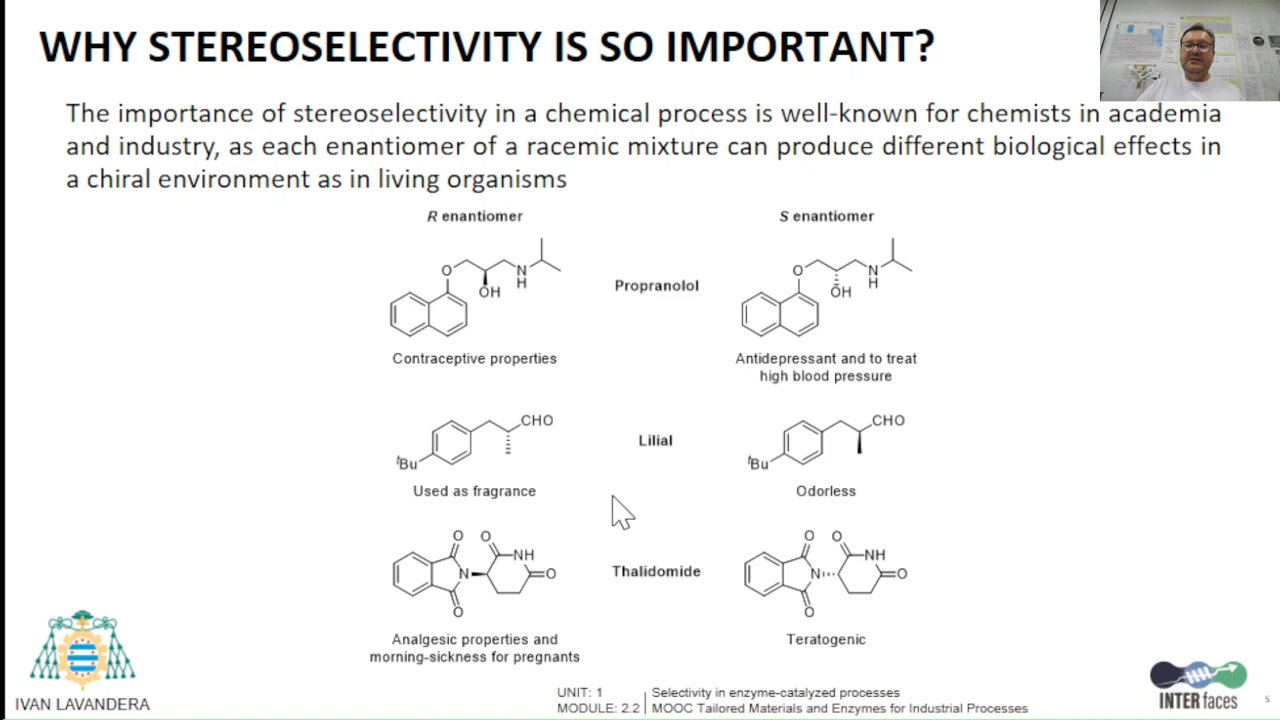 WHY STEREOSELECTIVITY IS SO IMPORTANT?
The importance of stereoselectivity in a chemical process is well-known for chemists in academia
and industry, as each enantiomer of a racemic mixture can produce different biological effects in
a chiral environment as in living organisms
R enantiomer
S enantiomer
O
N
H
OH
Propranolol
O
N
H
OH
Contraceptive properties
Antidepressant and to treat
high blood pressure
CHO
tBu
Lilial
CHO
tBu
Used as fragrance
Odorless
O
O
NH
N
O
O
Thalidomide
O
O
NH
N
O
O
Analgesic properties and
morning-sickness for pregnants
Teratogenic
IVAN LAVANDERA
UNIT: 1
MODULE: 2.2
Selectivity in enzyme-catalyzed processes
MOOC Tailored Materials and Enzymes for Industrial Processes
INTERfaces
5